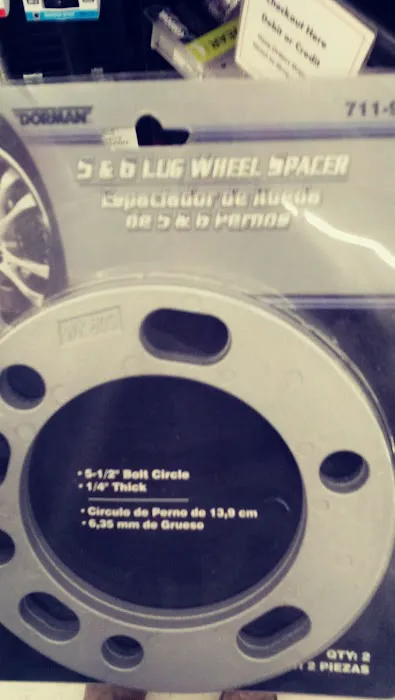 Checkout Here
Debit or Credit
DORMAN
711-9
5 & 6 LUG WHEEL SPACER
Espaciador de Rueda
de 5 & 6 Pernos
• 5-1/2" Bolt Circle
• 1/4" Thick
• Circulo de Perno de 13,9 cm
• 6,35 mm de Grueso
QTY: 2
2 PIEZAS